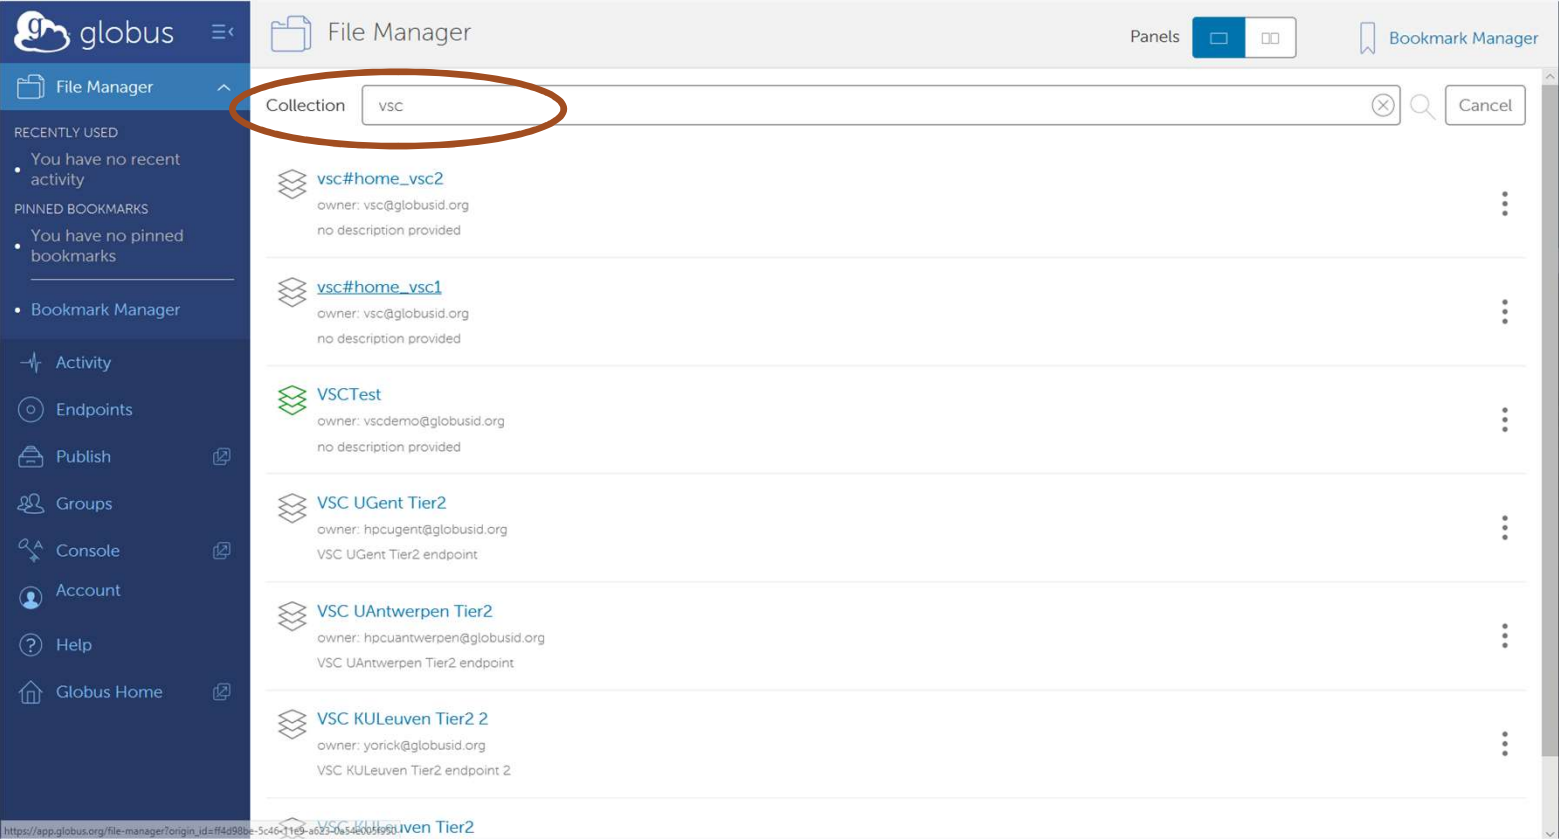 globus
File Manager
RECENTLY USED
You have no recent
activity
PINNED BOOKMARKS
You have no pinned
bookmarks
Bookmark Manager
Activity
Endpoints
Publish
Groups
Console
Account
Help
Globus Home
File Manager
Panels
Bookmark Manager
Collection
vsc
Cancel
vsc#home_vsc2
owner: vsc@globusid.org
no description provided
vsc#home_vsc1
owner: vsc@globusid.org
no description provided
VSCTest
owner: vscdemo@globusid.org
no description provided
VSC UGent Tier2
owner: hpcugent@globusid.org
VSC UGent Tier2 endpoint
VSC UAntwerpen Tier2
owner: hpcuantwerpen@globusid.org
VSC UAntwerpen Tier2 endpoint
VSC KULeuven Tier2 2
owner: yorick@globusid.org
VSC KULeuven Tier2 endpoint 2
VSC KULeuven Tier2